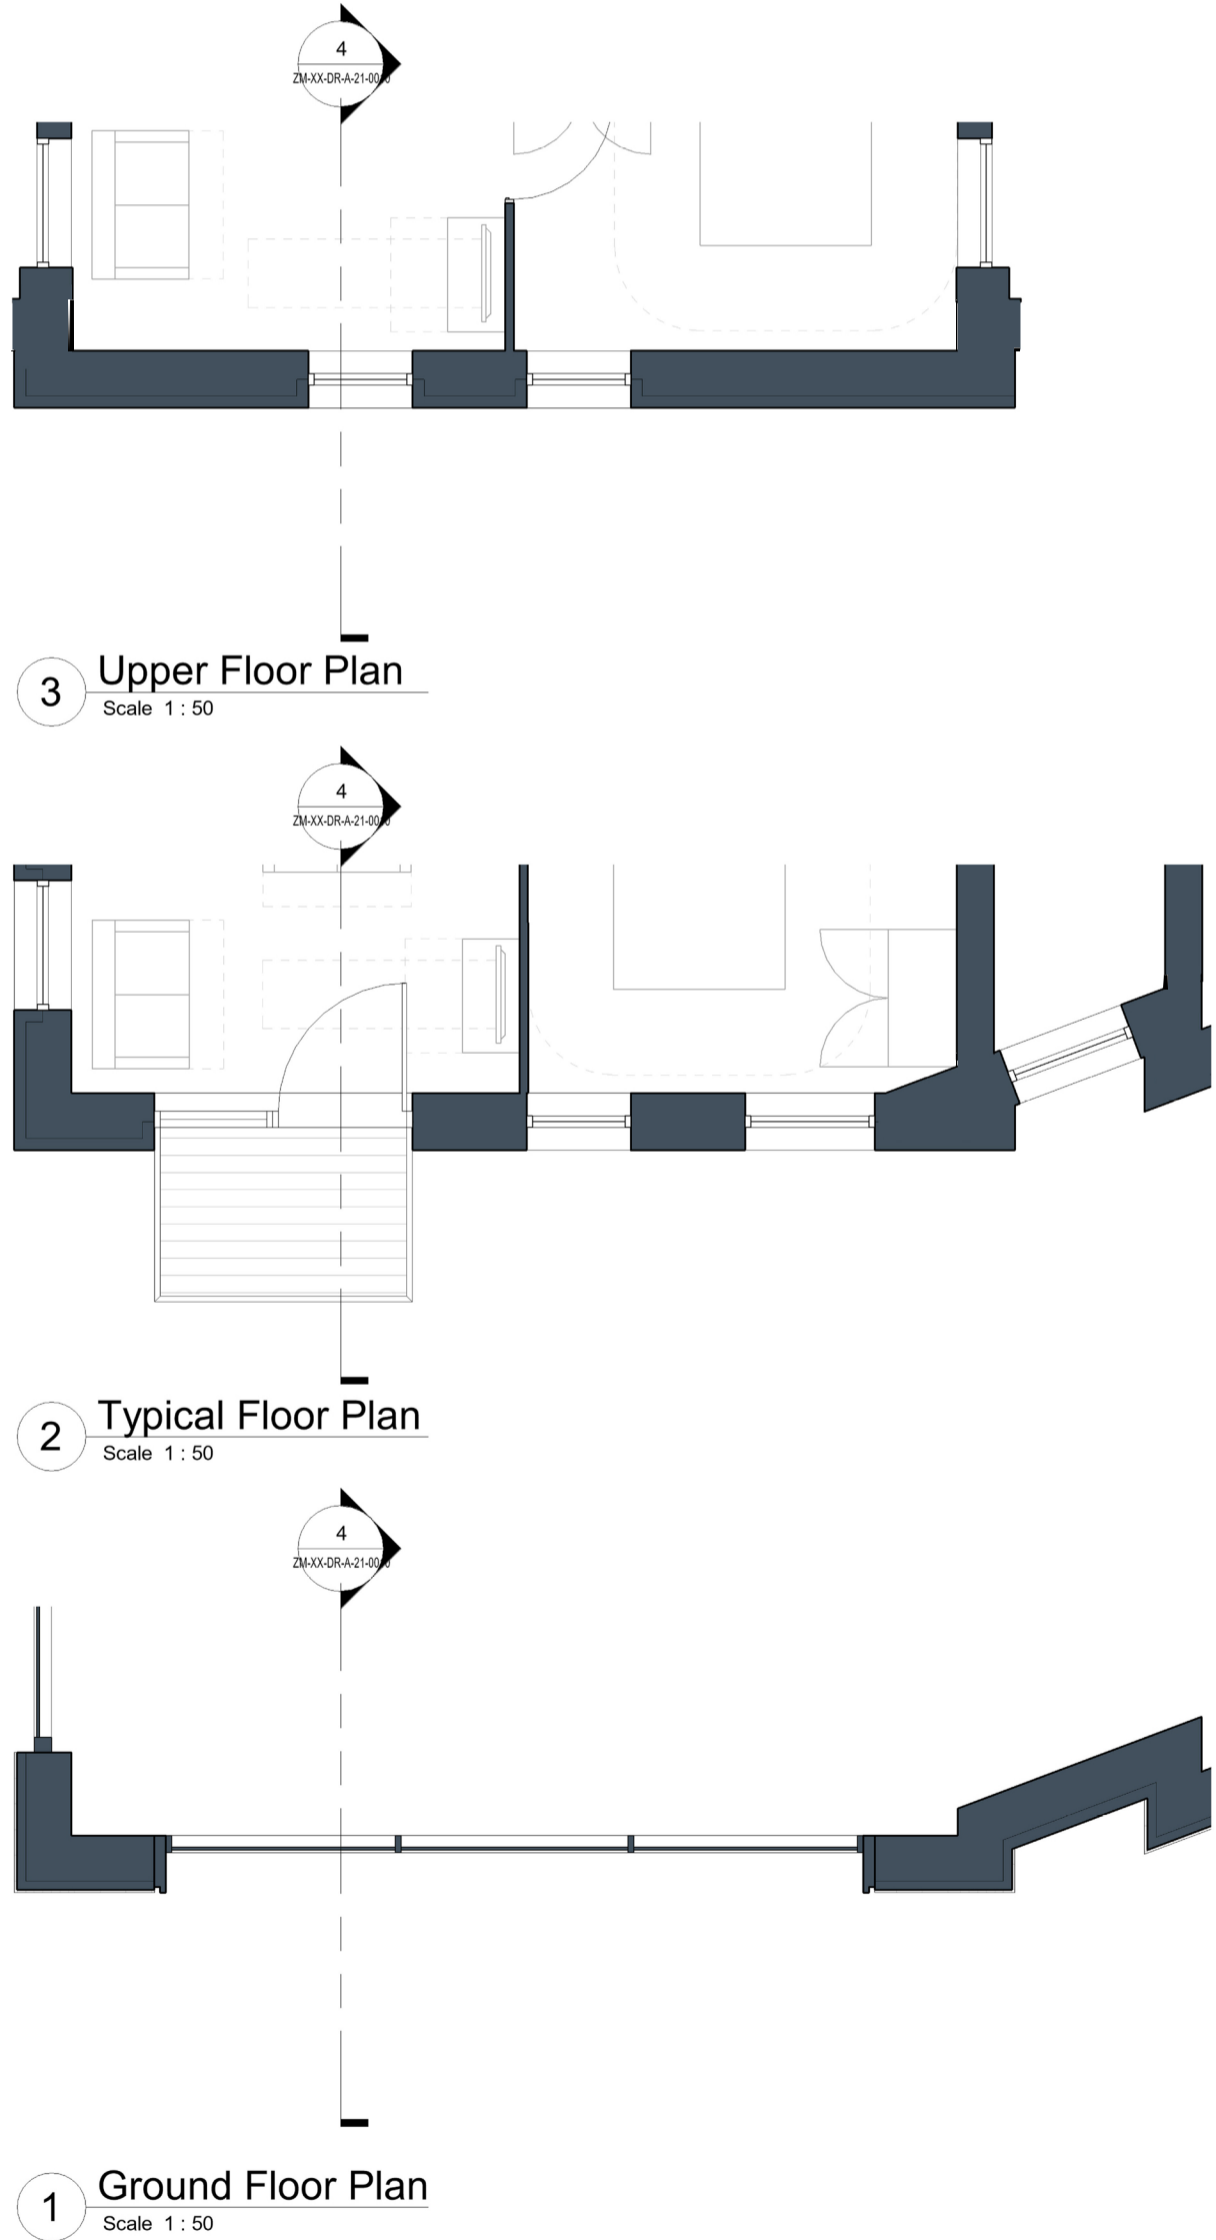 4
ZM-XX-DR-A-21-00
3
Upper Floor Plan
Scale 1 : 50
4
ZM-XX-DR-A-21-00
2
Typical Floor Plan
Scale 1 : 50
4
ZM-XX-DR-A-21-00
1
Ground Floor Plan
Scale 1 : 50